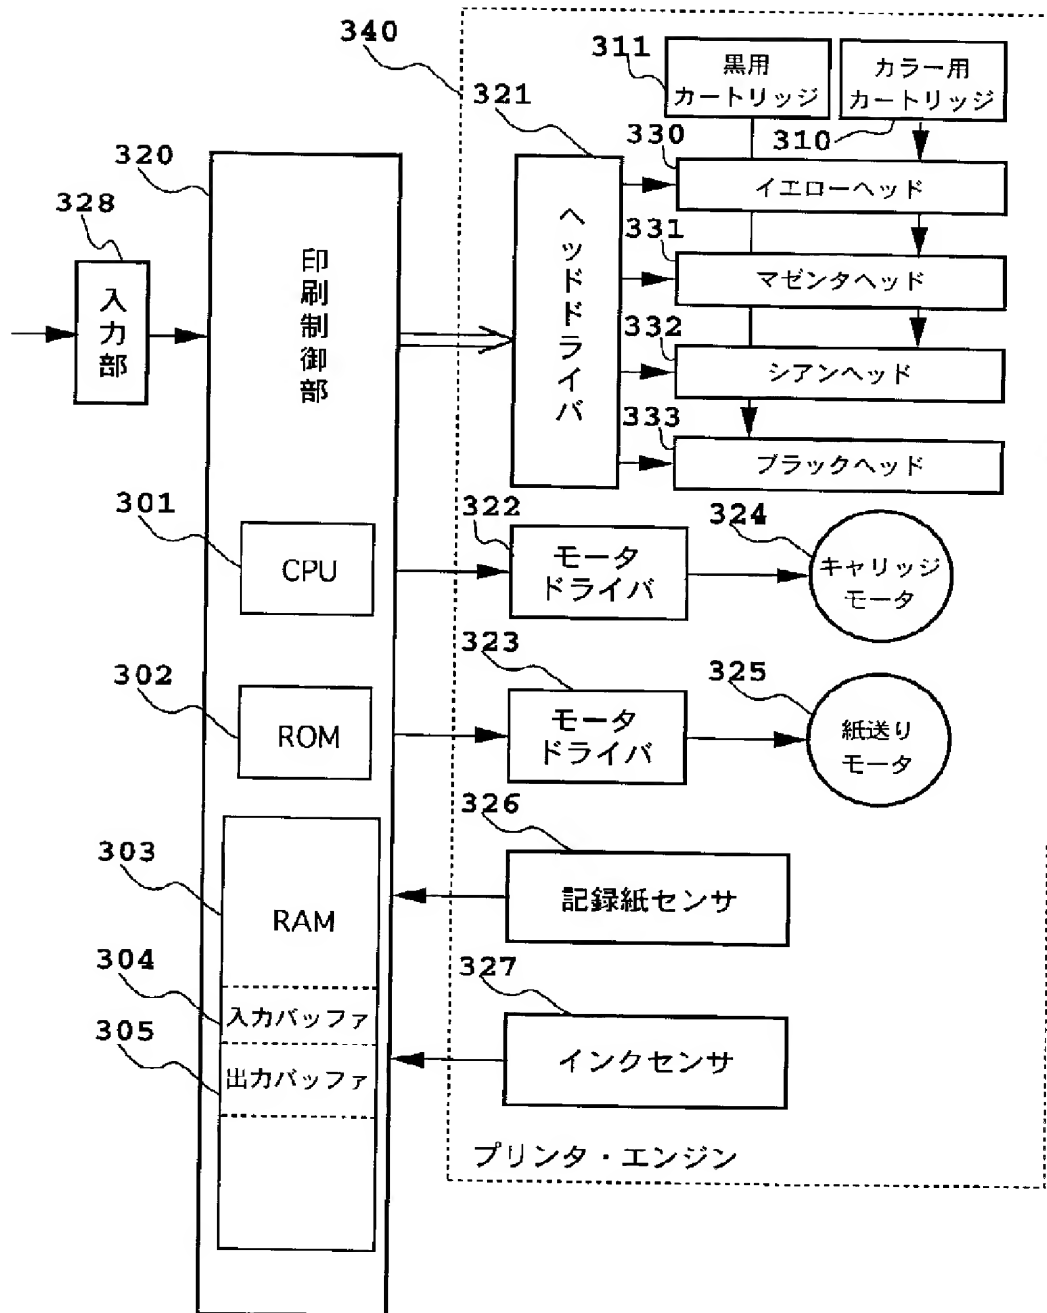 340
311
黒用
カートリッジ
カラー用
カートリッジ
310
321
330
イエローヘッド
320
328
入力部
印刷制御部
ヘッドドライバ
331
マゼンタヘッド
332
シアンヘッド
333
ブラックヘッド
301
CPU
322
モータ
ドライバ
324
キャリッジ
モータ
302
ROM
323
モータ
ドライバ
325
紙送り
モータ
303
RAM
326
記録紙センサ
304
入力バッファ
305
出力バッファ
327
インクセンサ
プリンタ・エンジン